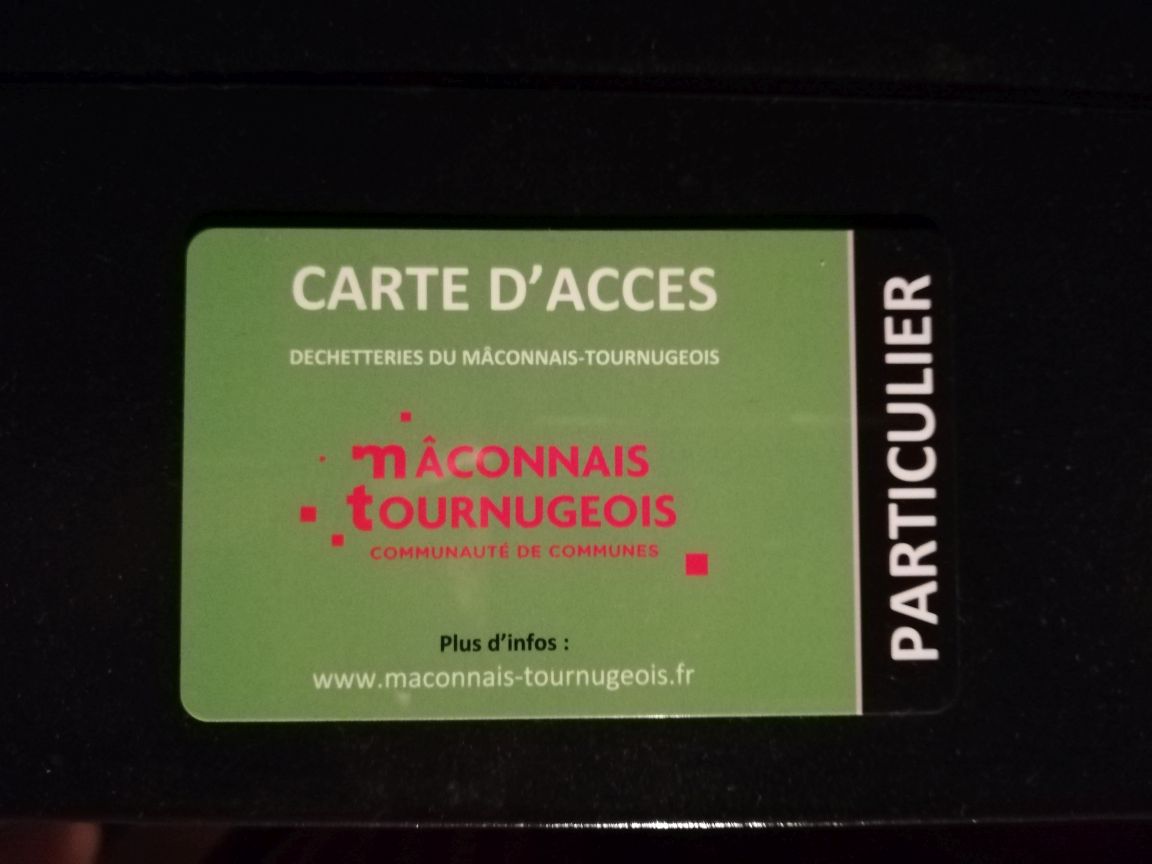 CARTE D'ACCES
DECHETTERIES DU MÂCONNAIS-TOURNUGEOIS
mÂCONNAIS
tOURNUGEOIS
COMMUNAUTÉ DE COMMUNES
Plus d'infos :
www.maconnais-tournugeois.fr
PARTICULIER